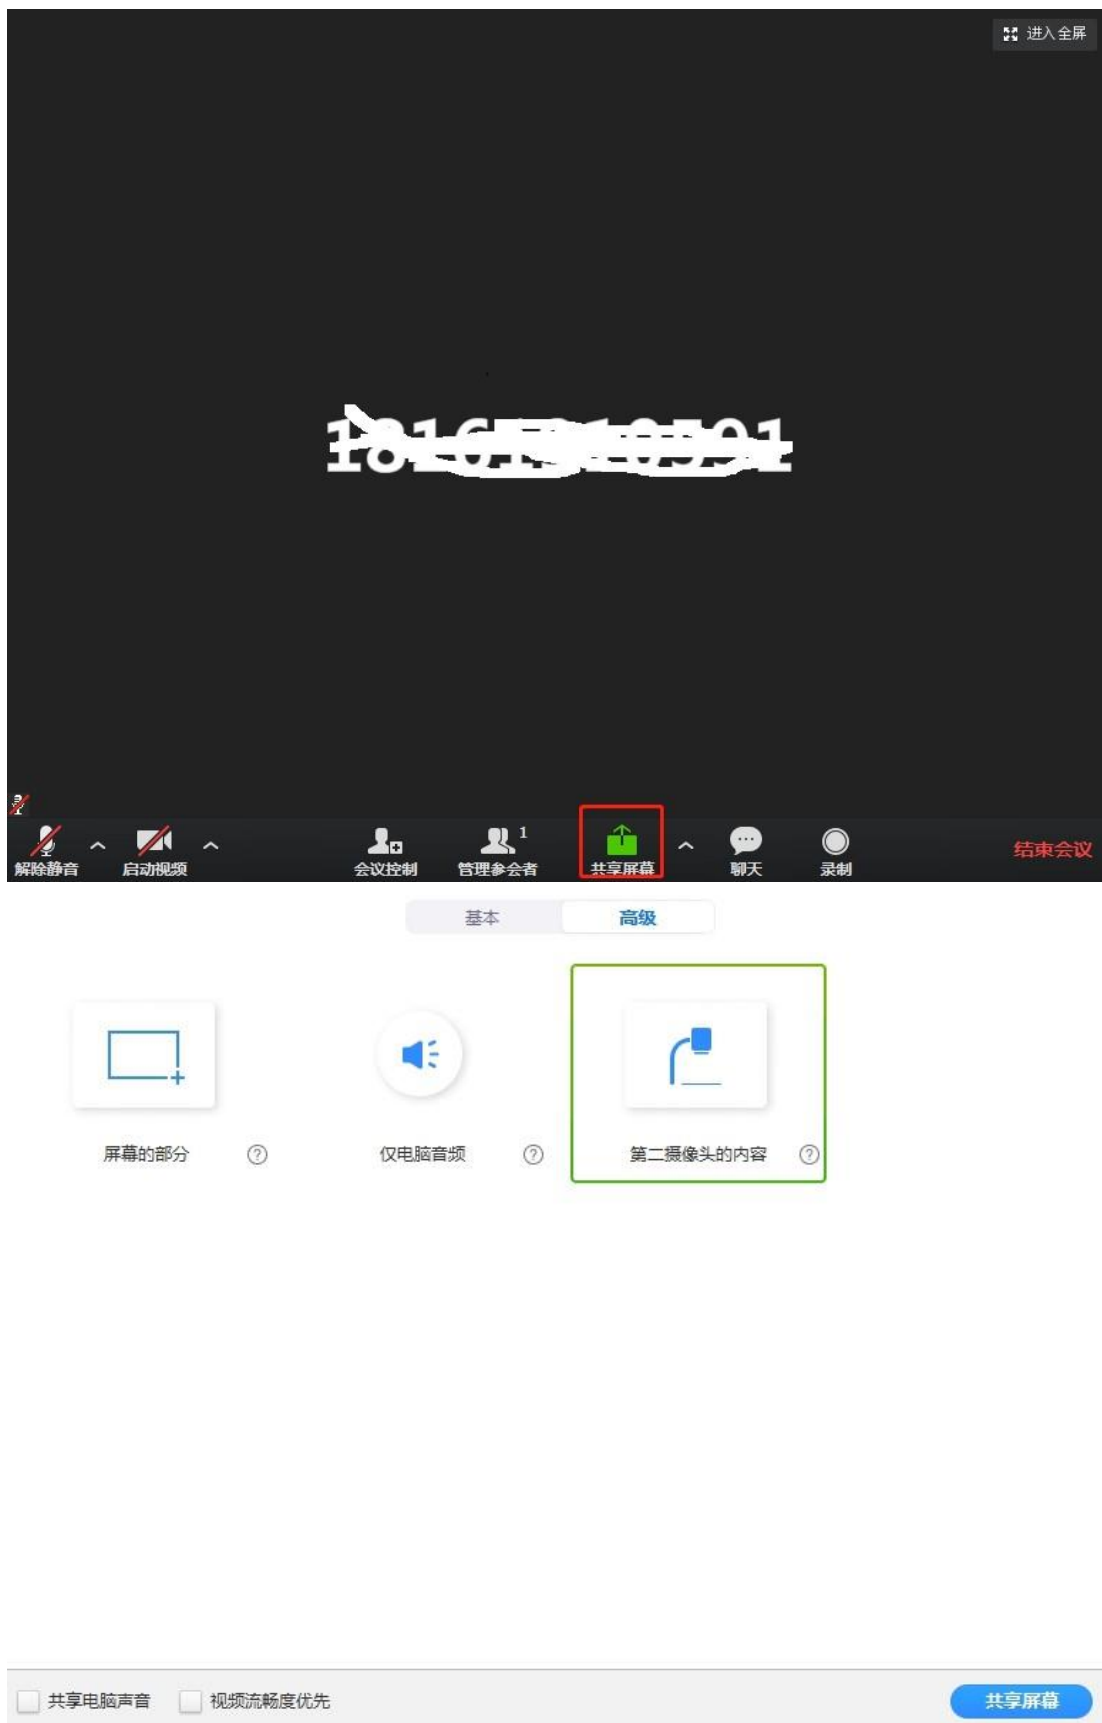 进入全屏
解除静音 启动视频 会议控制 管理参会者 1 共享屏幕 聊天 录制 结束会议
基本 高级
屏幕的部分 ? 仅电脑音频 ? 第二摄像头的内容 ?
共享电脑声音 视频流畅度优先 共享屏幕